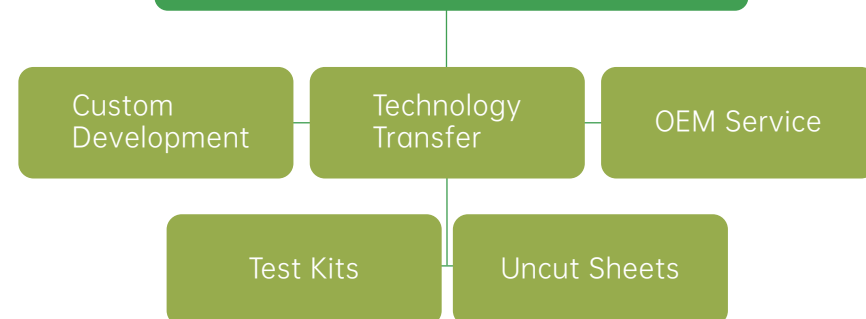 Custom
Development
Technology
Transfer
OEM Service
Test Kits
Uncut Sheets